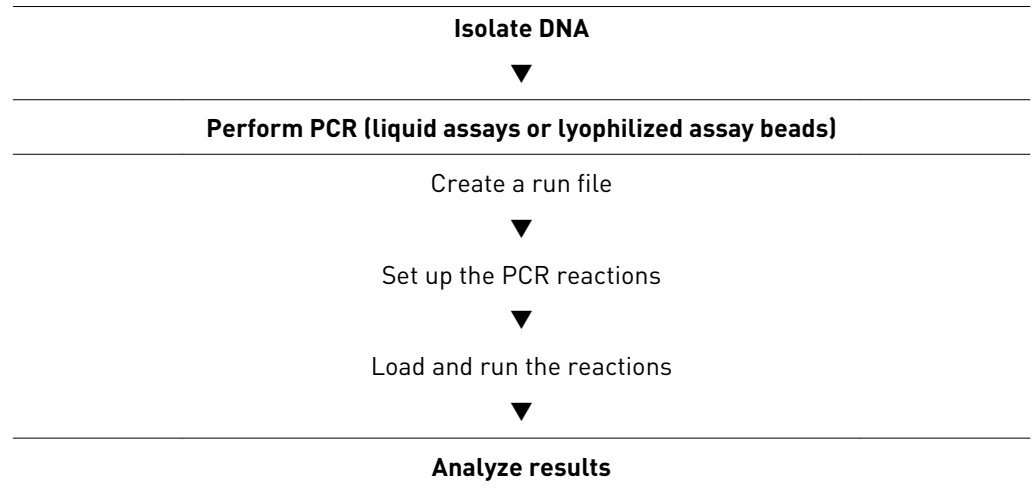 Isolate DNA
▼
Perform PCR (liquid assays or lyophilized assay beads)
Create a run file
▼
Set up the PCR reactions
▼
Load and run the reactions
▼
Analyze results